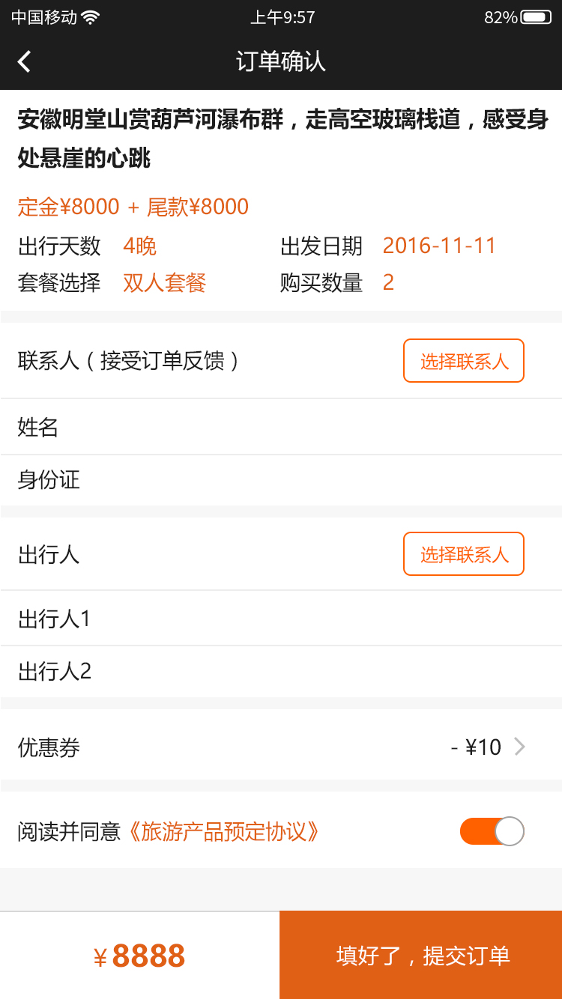 中国移动 上午9:57 82%
订单确认
安徽明堂山赏葫芦河瀑布群，走高空玻璃栈道，感受身
处悬崖的心跳
定金¥8000 + 尾款¥8000
出行天数 4晚 出发日期 2016-11-11
套餐选择 双人套餐 购买数量 2
联系人（接受订单反馈） 选择联系人
姓名
身份证
出行人 选择联系人
出行人1
出行人2
优惠券 - ¥10
阅读并同意《旅游产品预定协议》
¥8888 填好了，提交订单